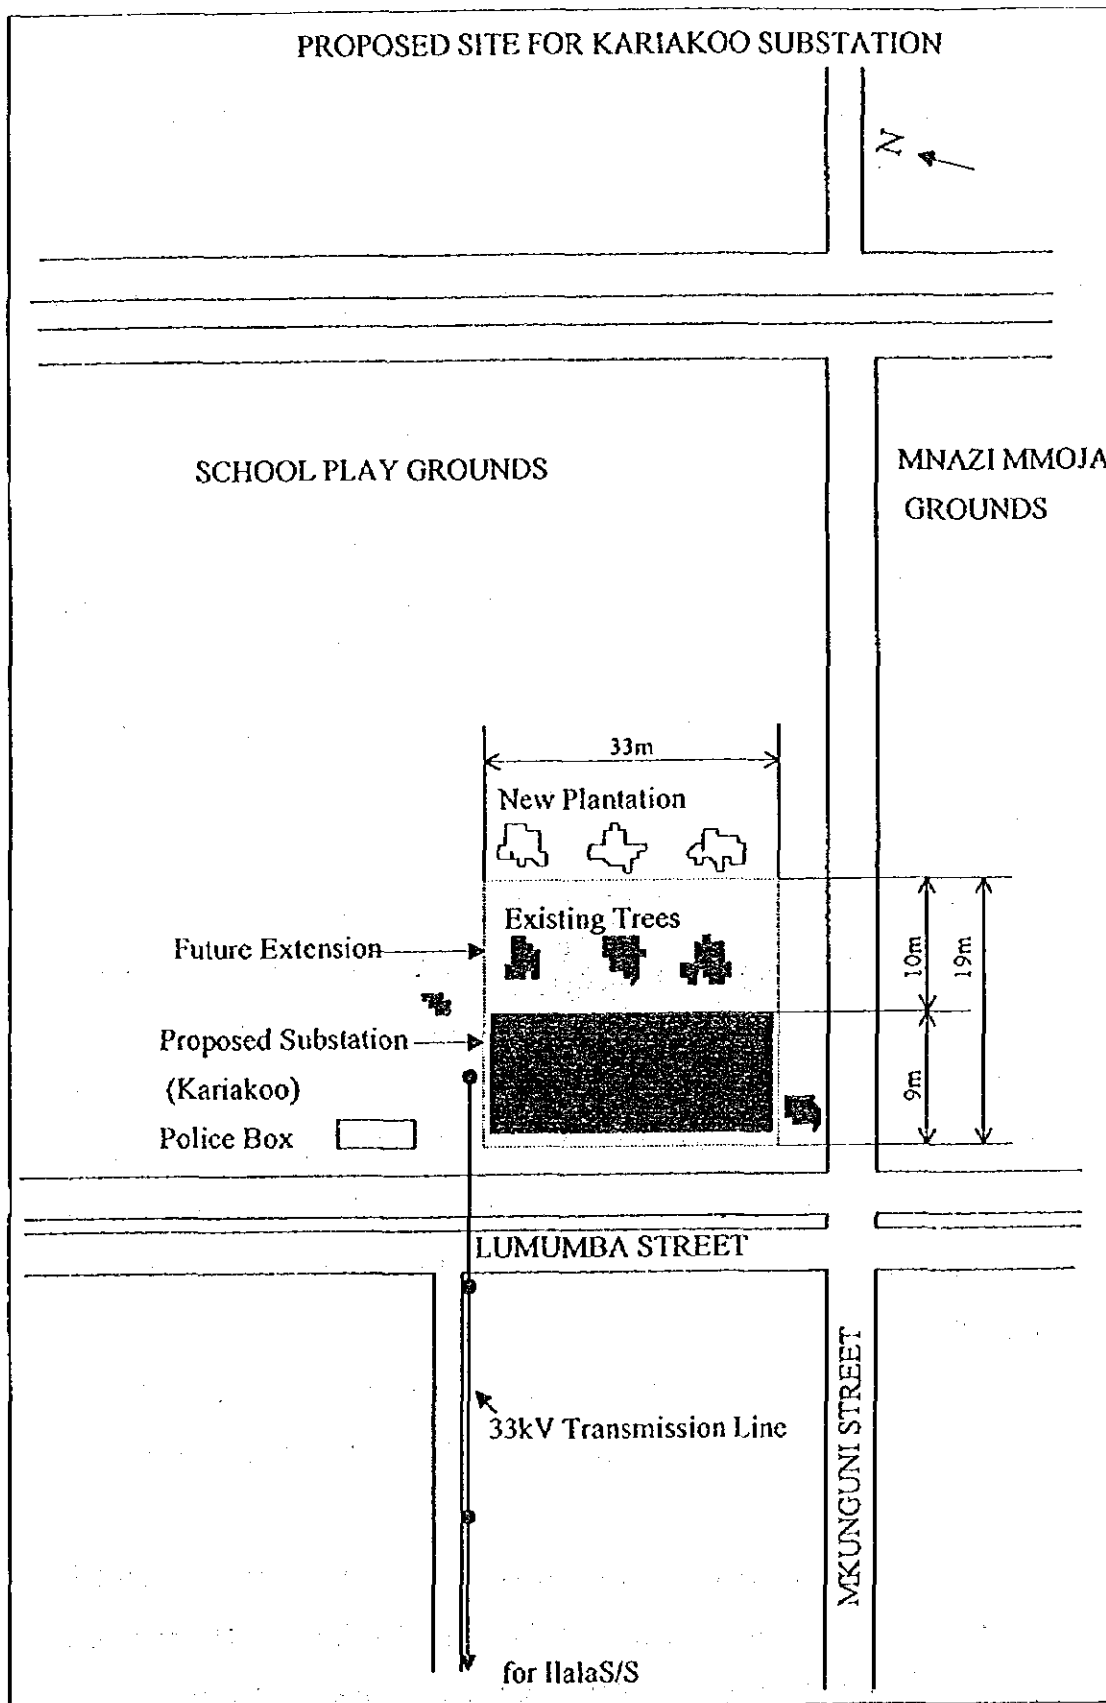 PROPOSED SITE FOR KARIAKOO SUBSTATION
N
SCHOOL PLAY GROUNDS
MNAZI MMOJA
GROUNDS
33m
New Plantation
Existing Trees
Future Extension
10m
19m
Proposed Substation
(Kariakoo)
9m
Police Box
LUMUMBA STREET
33kV Transmission Line
MKUNGUNI STREET
for IlalaS/S